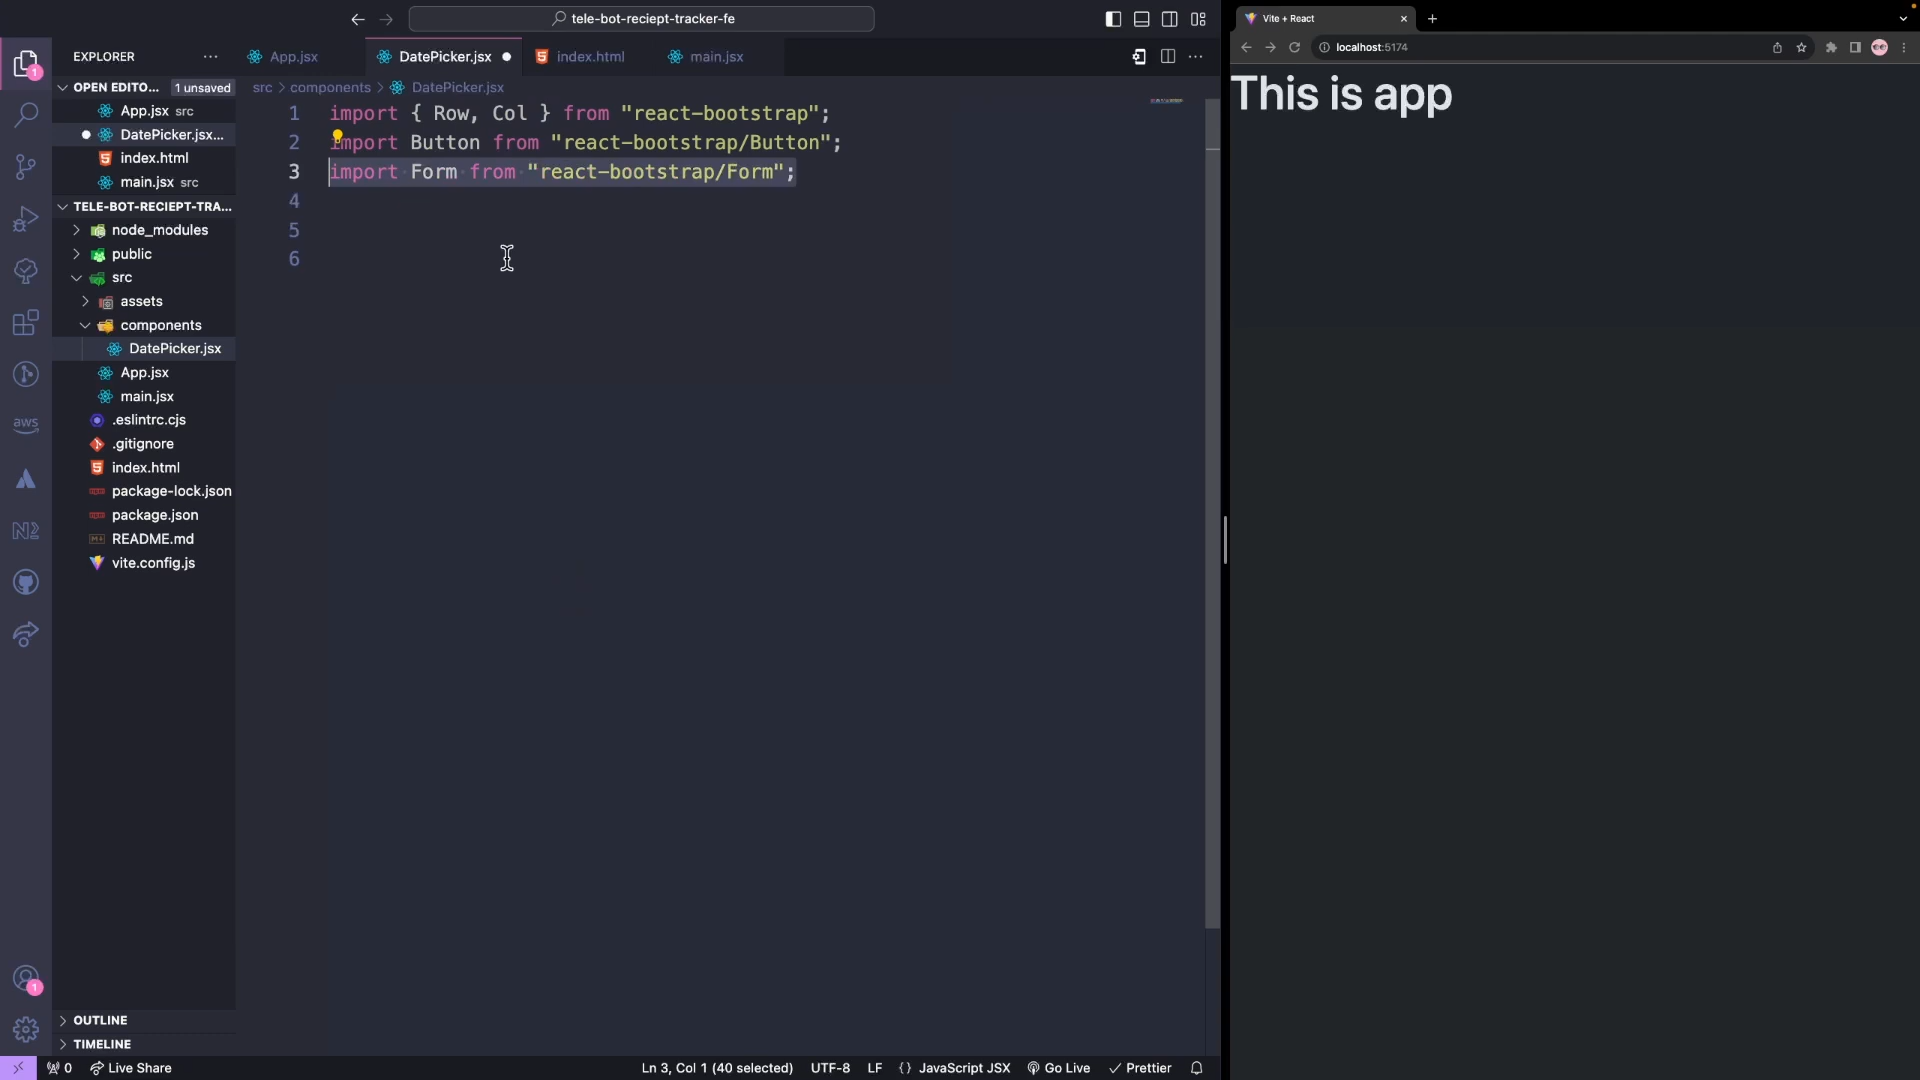 tele-bot-reciept-tracker-fe
Vite + React
localhost:5174
EXPLORER
App.jsx
DatePicker.jsx
index.html
main.jsx
OPEN EDITO...
1 unsaved
src > components > DatePicker.jsx
App.jsx src
DatePicker.jsx...
index.html
main.jsx src
TELE-BOT-RECIEPT-TRA...
node_modules
public
src
assets
components
DatePicker.jsx
App.jsx
main.jsx
.eslintrc.cjs
.gitignore
index.html
package-lock.json
package.json
README.md
vite.config.js
OUTLINE
TIMELINE
1
aws
N
1
1 import { Row, Col } from "react-bootstrap";
2 import Button from "react-bootstrap/Button";
3 import Form from "react-bootstrap/Form";
4
5
6
This is app
0
Live Share
Ln 3, Col 1 (40 selected)
UTF-8
LF
{} JavaScript JSX
Go Live
Prettier